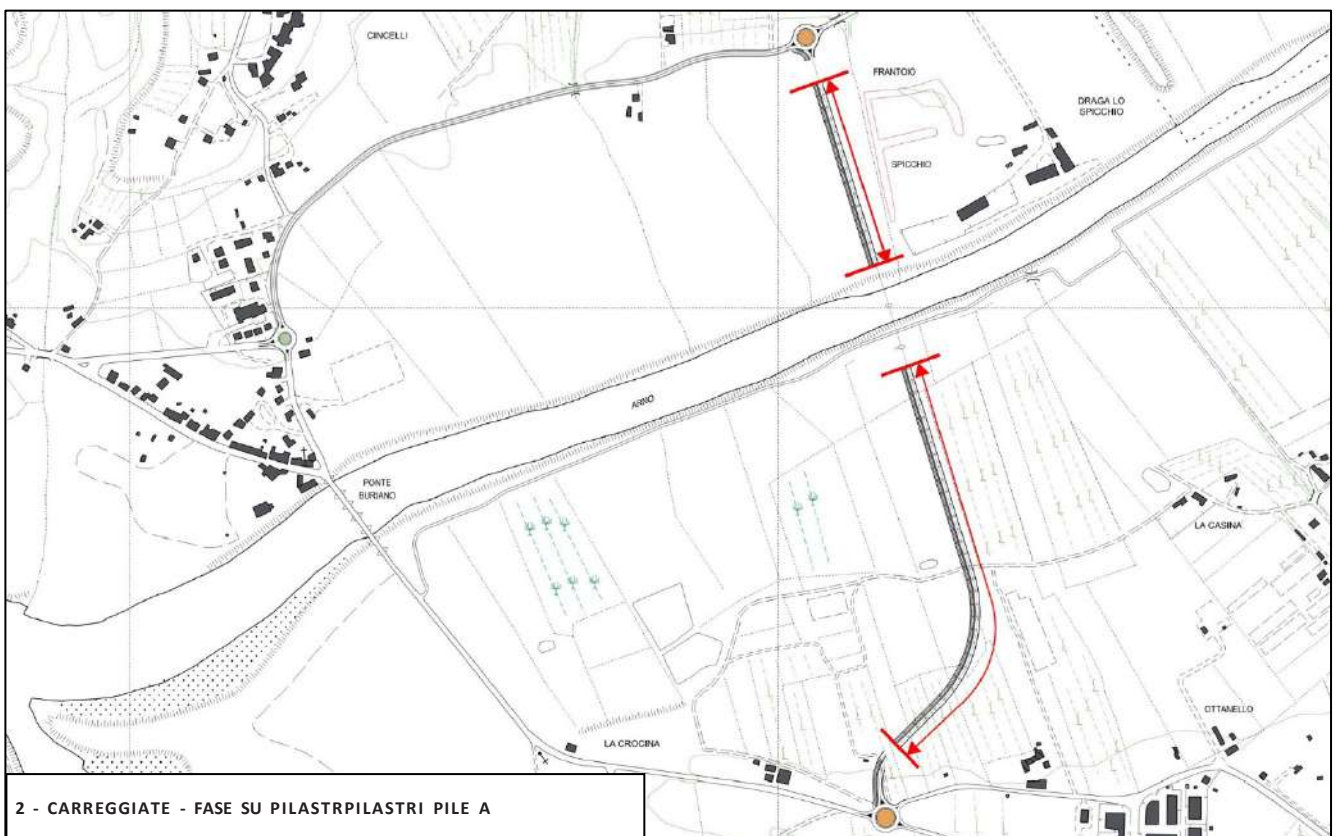 CINCELLI
FRANTOIO
DRAGA LO
SPICCHIO
SPICCHIO
ARNO
PONTE
BURIANO
LA CASINA
OTTANELLO
LA CROCINA
2 - CARREGGIATE - FASE SU PILASTRPILASTRI PILE A